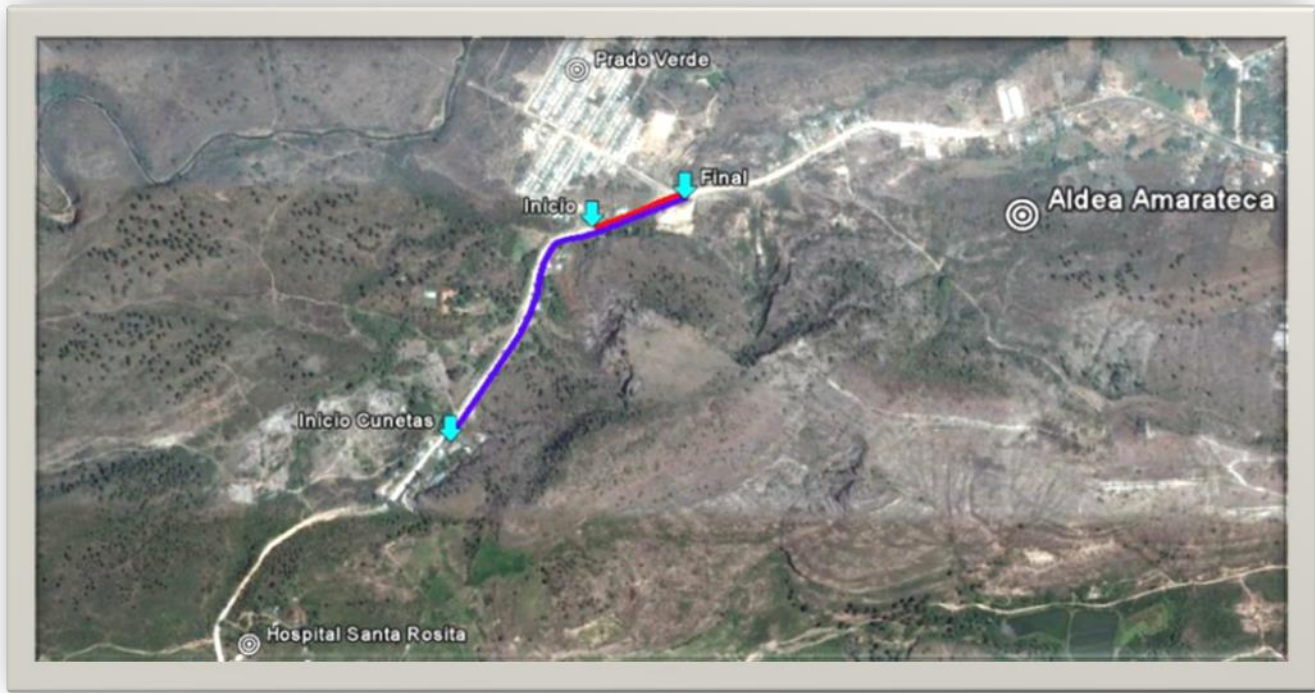 Prado Verde
Final
Inicio
Aldea Amarateca
Inicio Cunetas
Hospital Santa Rosita